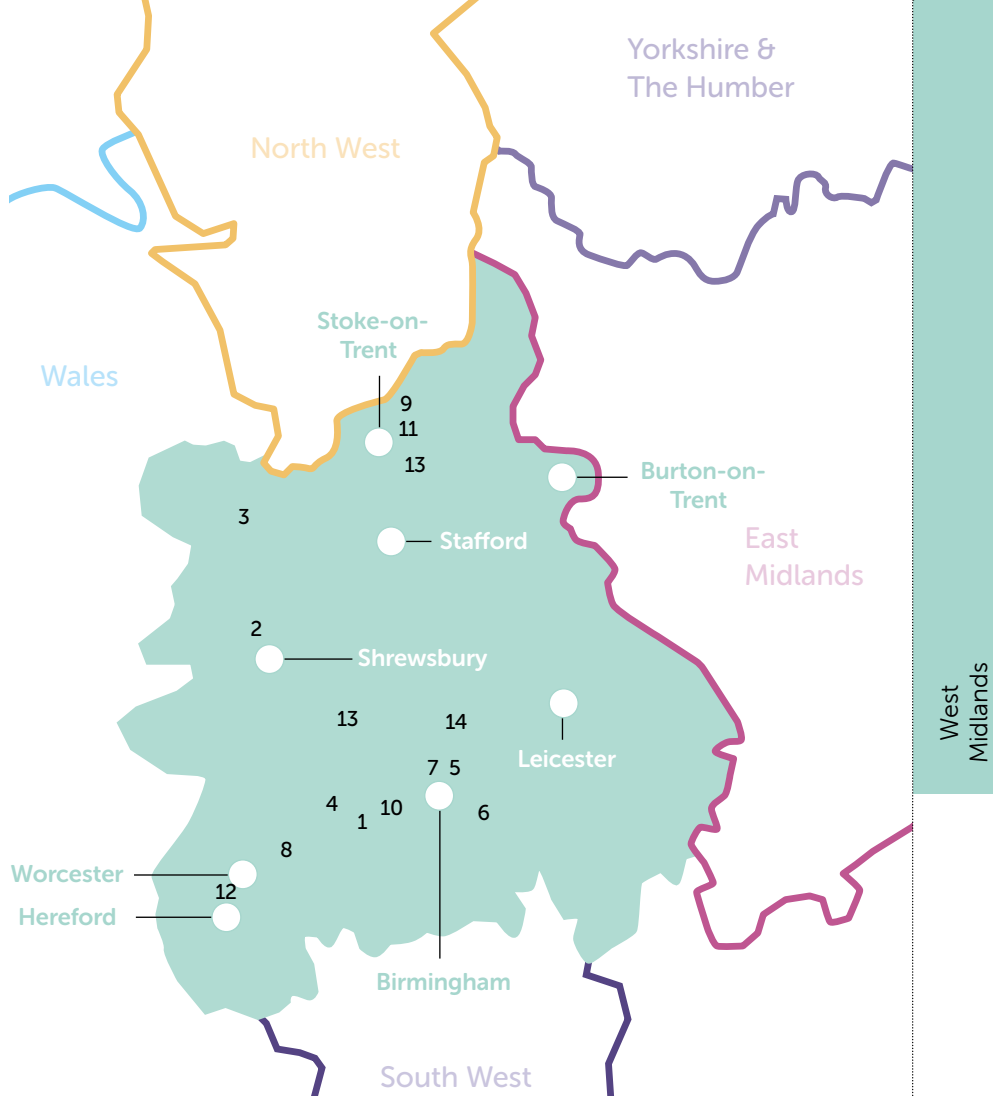 Yorkshire &
The Humber
North West
Stoke-on-
Trent
Wales
9
11
13
Burton-on-
Trent
3
East
Midlands
Stafford
2
Shrewsbury
West
Midlands
13
14
Leicester
7
5
4
10
6
1
8
Worcester
12
Hereford
Birmingham
South West